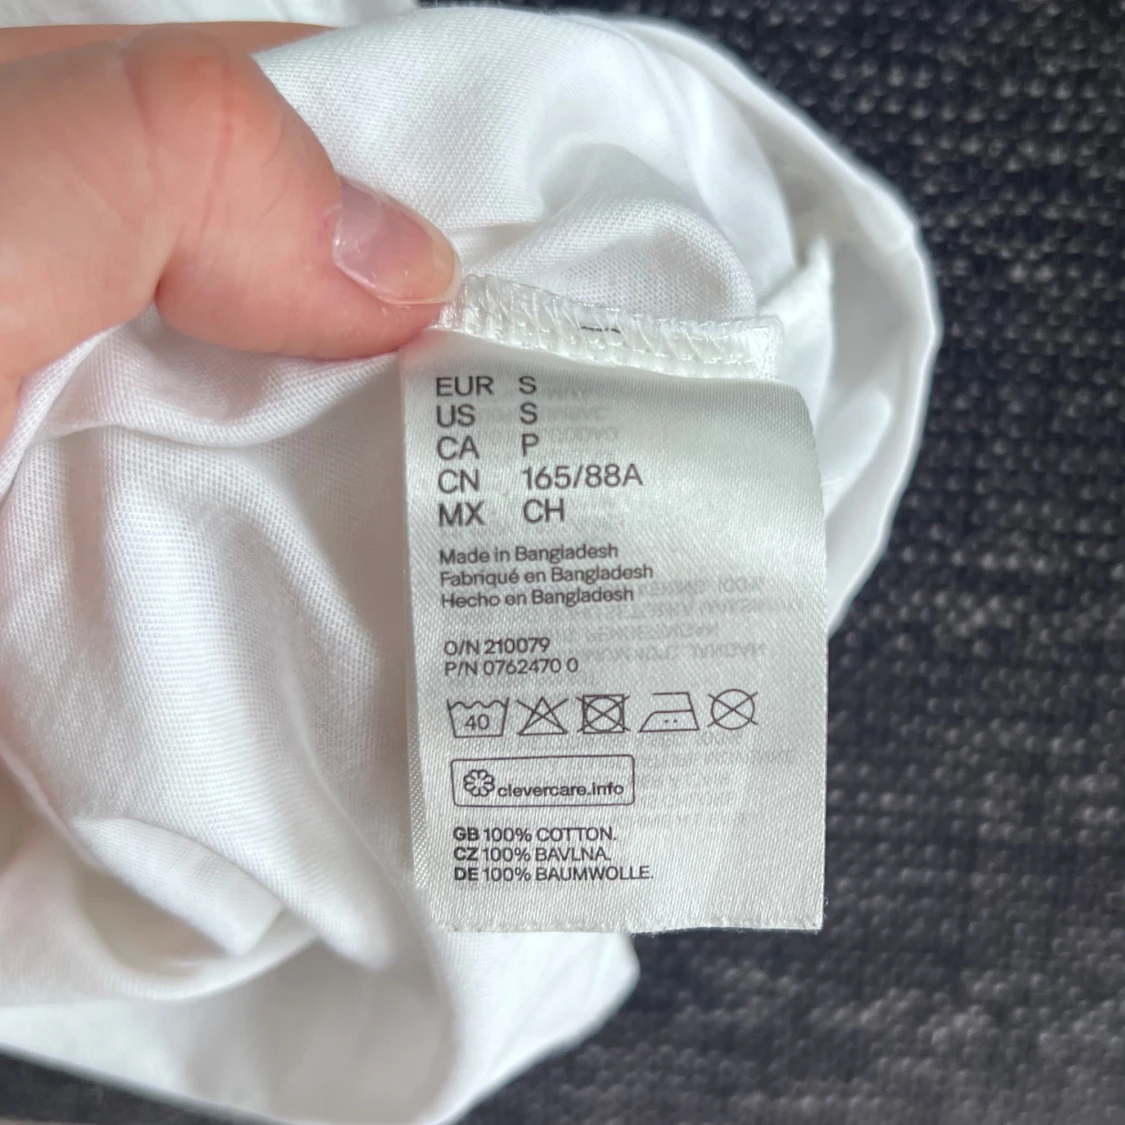 EUR S
US S
CA P
CN 165/88A
MX CH
Made in Bangladesh
Fabriqué en Bangladesh
Hecho en Bangladesh
O/N 210079
P/N 0762470 0
40
clevercare.info
GB 100% COTTON.
CZ 100% BAVLNA.
DE 100% BAUMWOLLE.